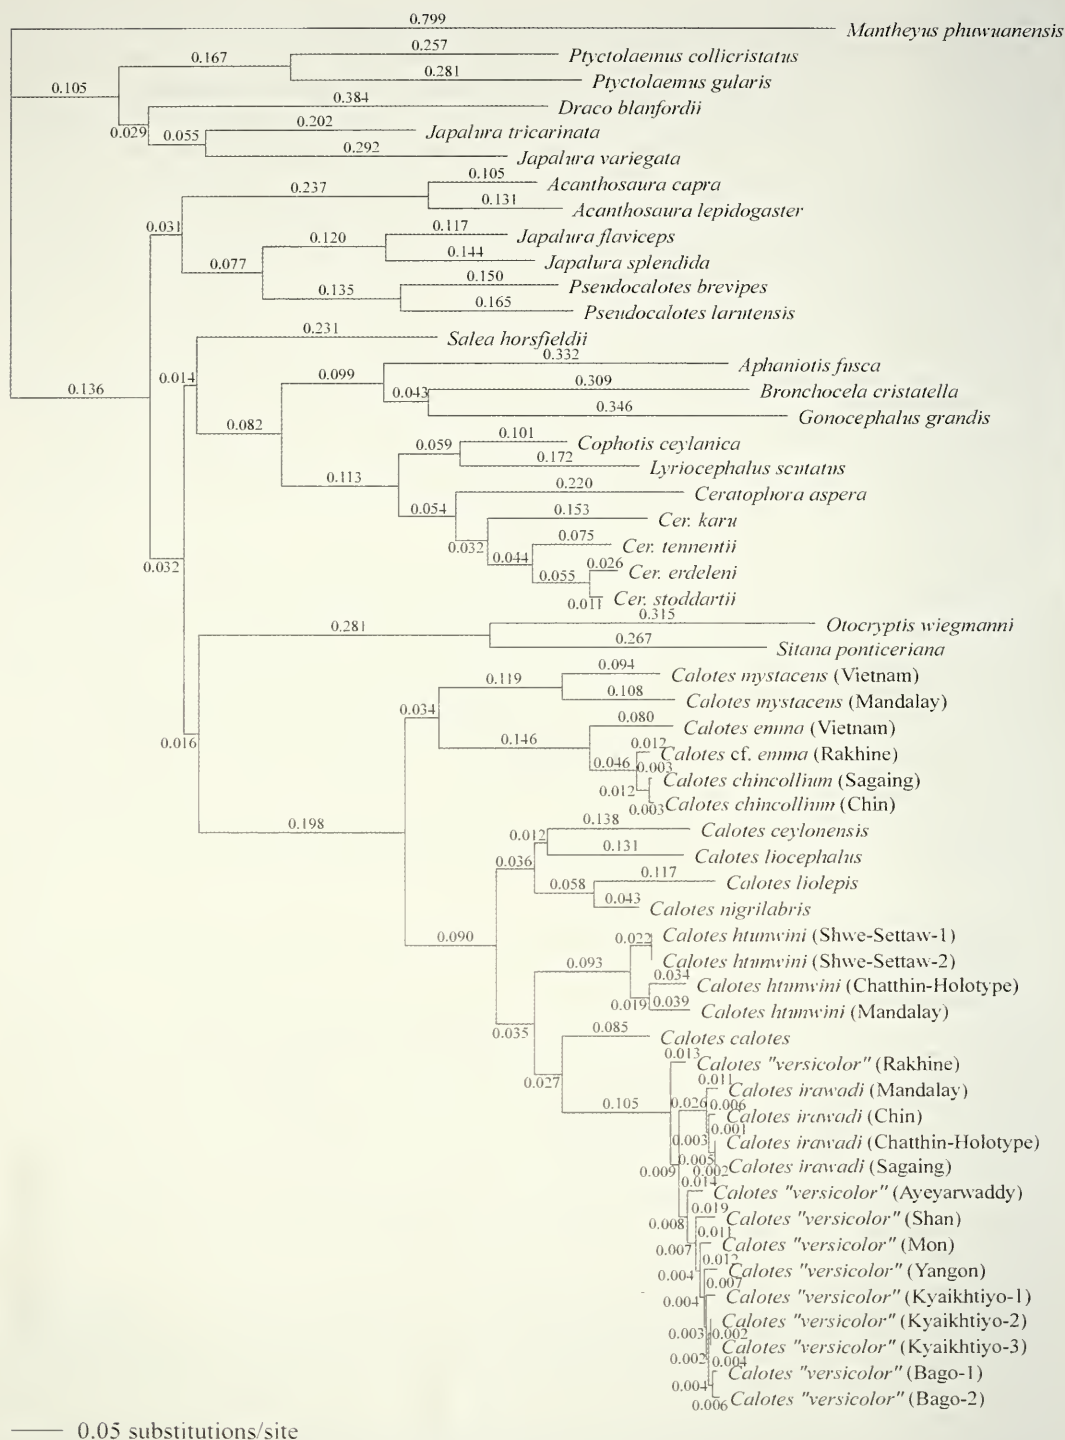 0.799
Mantheyus phuwuanensis
0.257
0.167
Ptyctolaemus collicristatus
0.281
0.105
Ptyctolaemus gularis
0.384
Draco blanfordii
0.202
0.029 0.055
Japalura tricarinata
0.292
Japalura variegata
0.105
0.237
Acanthosaura capra
0.131
Acanthosaura lepidogaster
0.031
0.117
0.120
Japalura flaviceps
0.144
0.077
Japalura splendida
0.150
0.135
Pseudocalotes brevipes
0.165
Pseudocalotes larutensis
0.231
Salea horsfieldii
0.332
0.014
0.099
Aphaniotis fusca
0.136
0.309
0.043
Bronchocela cristatella
0.346
Gonocephalus grandis
0.082
0.101
0.059
Cophotis ceylanica
0.172
Lyriocephalus scutatus
0.113
0.220
Ceratophora aspera
0.054
0.153
Cer. karu
0.032
0.075
0.044
Cer. tennentii
0.026
0.055
Cer. erdeleni
0.032
0.011
Cer. stoddartii
0.315
0.281
Otocryptis wiegmanni
0.267
Sitana ponticeriana
0.094
0.119
Calotes mystaceus (Vietnam)
0.108
Calotes mystaceus (Mandalay)
0.034
0.080
Calotes emma (Vietnam)
0.016
0.146
0.012
Calotes cf. emma (Rakhine)
0.046 0.003
Calotes chincollium (Sagaing)
0.012
0.003 Calotes chincollium (Chin)
0.198
0.138
0.012
Calotes ceylonensis
0.131
0.036
Calotes liocephalus
0.117
0.058
Calotes liolepis
0.043
Calotes nigrilabris
0.090
0.022
Calotes htunwini (Shwe-Settaw-1)
0.093
Calotes htunwini (Shwe-Settaw-2)
0.034
Calotes htunwini (Chatthin-Holotype)
0.019 0.039
Calotes htunwini (Mandalay)
0.035
0.085
Calotes calotes
0.013
Calotes "versicolor" (Rakhine)
0.027
0.011
Calotes irawadi (Mandalay)
0.105
0.026 0.006
Calotes irawadi (Chin)
0.001
0.003
Calotes irawadi (Chatthin-Holotype)
0.005
0.009 0.002 Calotes irawadi (Sagaing)
0.014
Calotes "versicolor" (Ayeyarwaddy)
0.019
0.008
Calotes "versicolor" (Shan)
0.011
0.007
Calotes "versicolor" (Mon)
0.012
0.004
Calotes "versicolor" (Yangon)
0.007
0.004
Calotes "versicolor" (Kyaikhtiyo-1)
Calotes "versicolor" (Kyaikhtiyo-2)
0.003 0.002
Calotes "versicolor" (Kyaikhtiyo-3)
0.002 0.004
Calotes "versicolor" (Bago-1)
0.004
0.006 Calotes "versicolor" (Bago-2)
0.05 substitutions/site